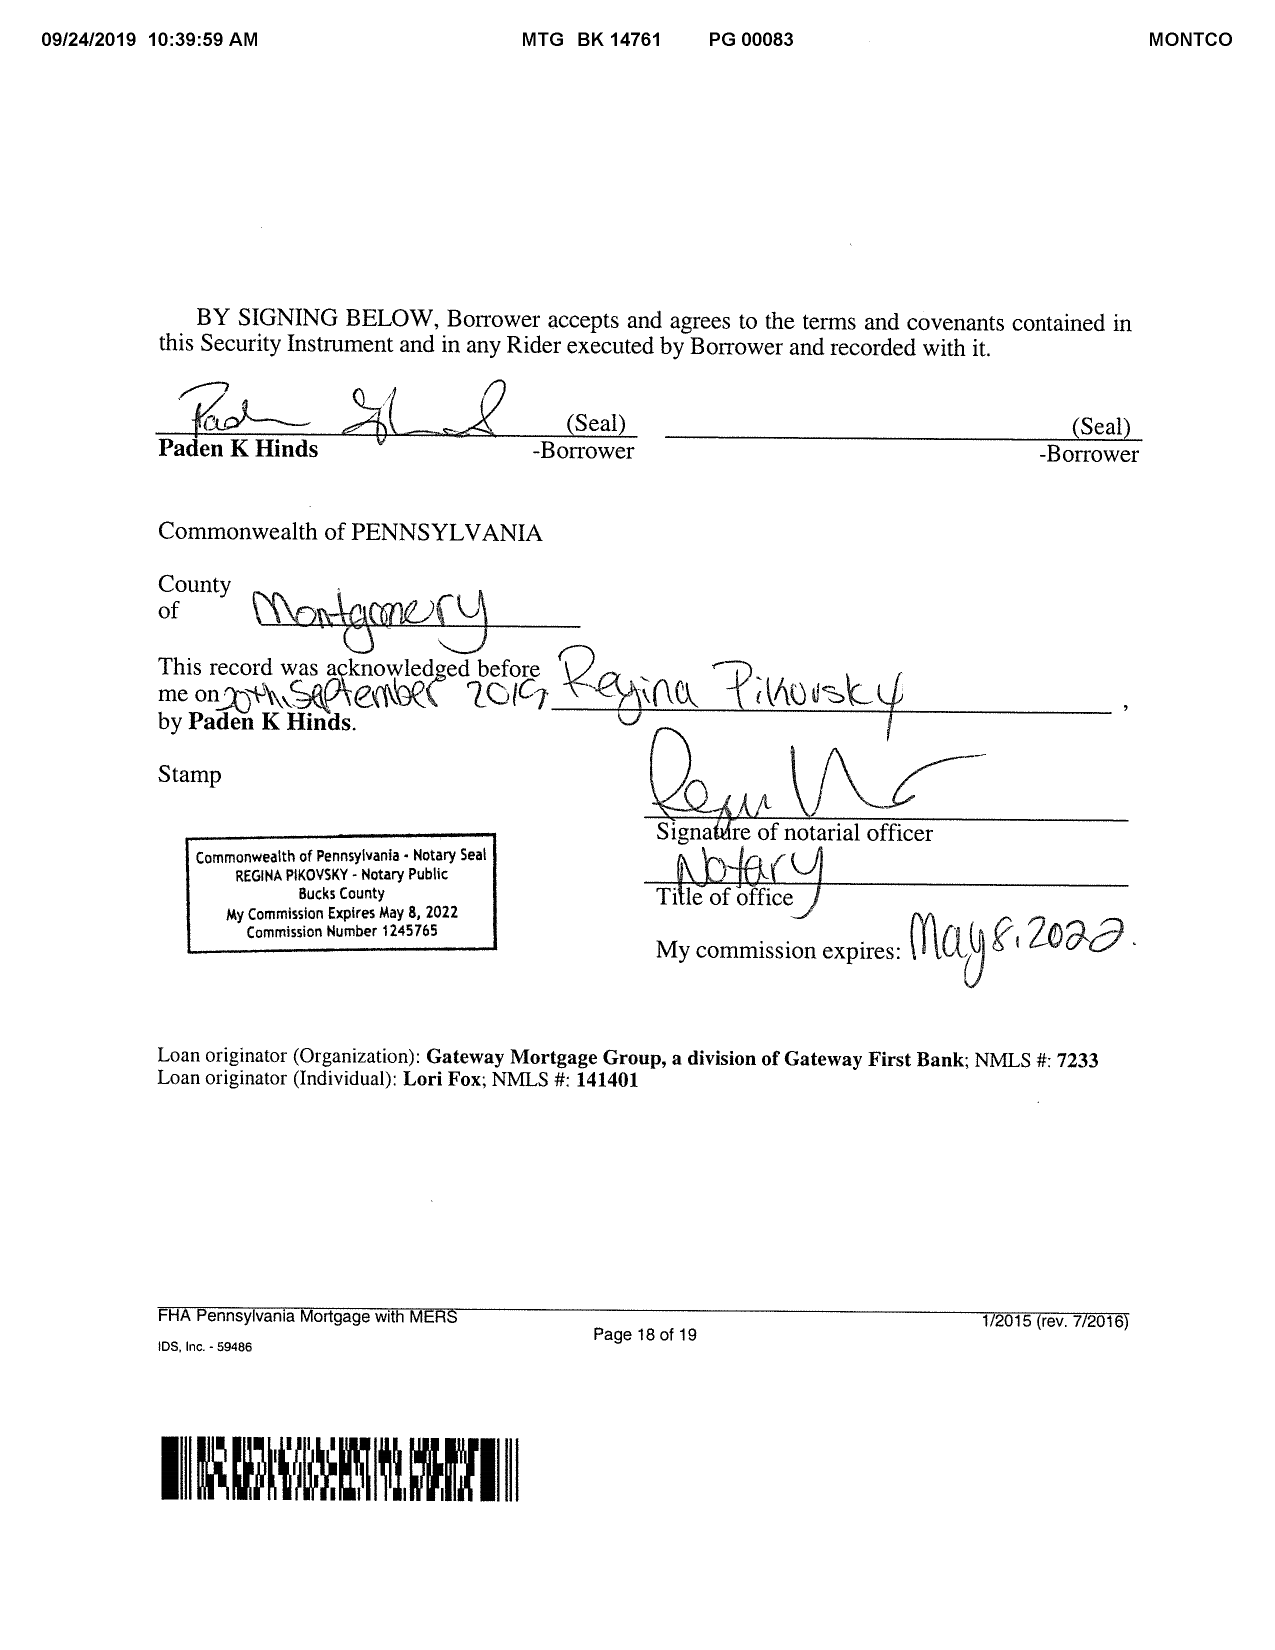 09/24/2019 10:39:59 AM MTG BK 14761 PG 00083 MONTCO
BY SIGNING BELOW, Borrower accepts and agrees to the terms and covenants contained in
this Security Instrument and in any Rider executed by Borrower and recorded with it.
(Seal) (Seal)
Paden K Hinds -Borrower -Borrower
Commonwealth of PENNSYLVANIA
County
of Montgomery
This record was acknowledged before
me on 20th, September 2019, Regina Pikovsky,
by Paden K Hinds.
Stamp
Signature of notarial officer
Notary
Title of office
My commission expires: May 8, 2022.
Commonwealth of Pennsylvania - Notary Seal
REGINA PIKOVSKY - Notary Public
Bucks County
My Commission Expires May 8, 2022
Commission Number 1245765
Loan originator (Organization): Gateway Mortgage Group, a division of Gateway First Bank; NMLS #: 7233
Loan originator (Individual): Lori Fox; NMLS #: 141401
FHA Pennsylvania Mortgage with MERS 1/2015 (rev. 7/2016)
Page 18 of 19
IDS, Inc. - 59486